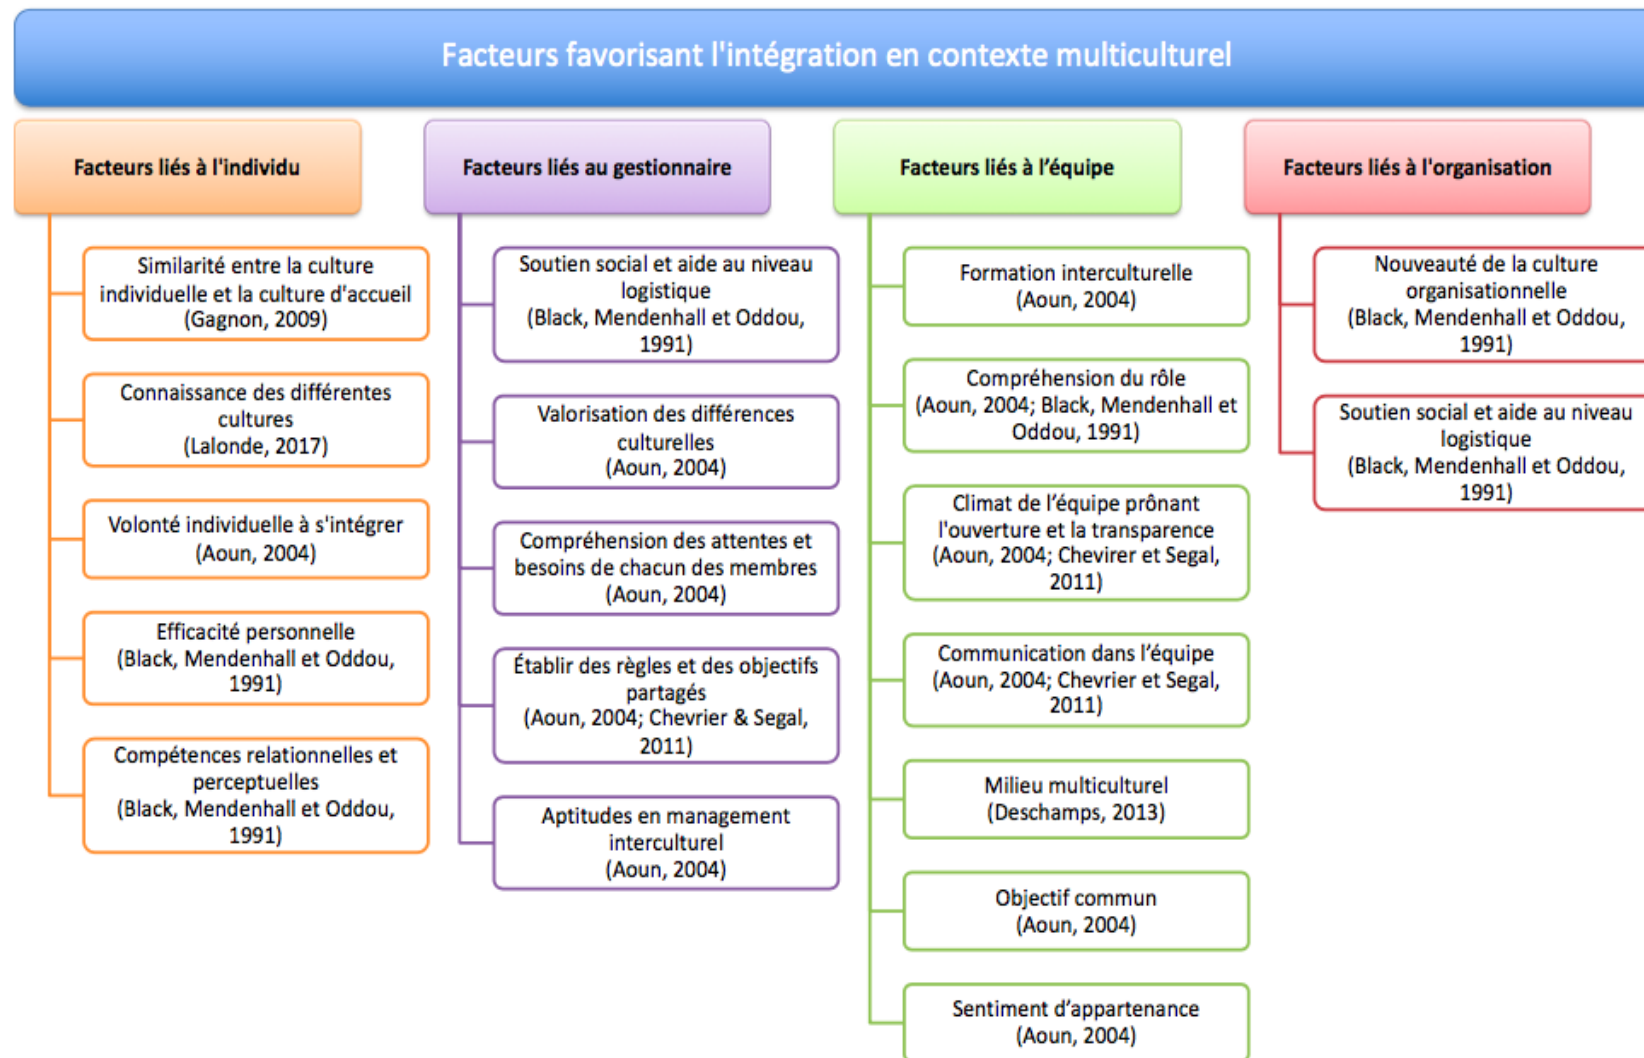 Facteurs favorisant l'intégration en contexte multiculturel
Facteurs liés à l'individu
Similarité entre la culture
individuelle et la culture d'accueil
(Gagnon, 2009)
Connaissance des différentes
cultures
(Lalonde, 2017)
Volonté individuelle à s'intégrer
(Aoun, 2004)
Efficacité personnelle
(Black, Mendenhall et Oddou,
1991)
Compétences relationnelles et
perceptuelles
(Black, Mendenhall et Oddou,
1991)
Facteurs liés au gestionnaire
Soutien social et aide au niveau
logistique
(Black, Mendenhall et Oddou,
1991)
Valorisation des différences
culturelles
(Aoun, 2004)
Compréhension des attentes et
besoins de chacun des membres
(Aoun, 2004)
Établir des règles et des objectifs
partagés
(Aoun, 2004; Chevrier & Segal,
2011)
Aptitudes en management
interculturel
(Aoun, 2004)
Facteurs liés à l’équipe
Formation interculturelle
(Aoun, 2004)
Compréhension du rôle
(Aoun, 2004; Black, Mendenhall et
Oddou, 1991)
Climat de l’équipe prônant
l'ouverture et la transparence
(Aoun, 2004; Chevirer et Segal,
2011)
Communication dans l’équipe
(Aoun, 2004; Chevrier et Segal,
2011)
Milieu multiculturel
(Deschamps, 2013)
Objectif commun
(Aoun, 2004)
Sentiment d’appartenance
(Aoun, 2004)
Facteurs liés à l'organisation
Nouveauté de la culture
organisationnelle
(Black, Mendenhall et Oddou,
1991)
Soutien social et aide au niveau
logistique
(Black, Mendenhall et Oddou,
1991)